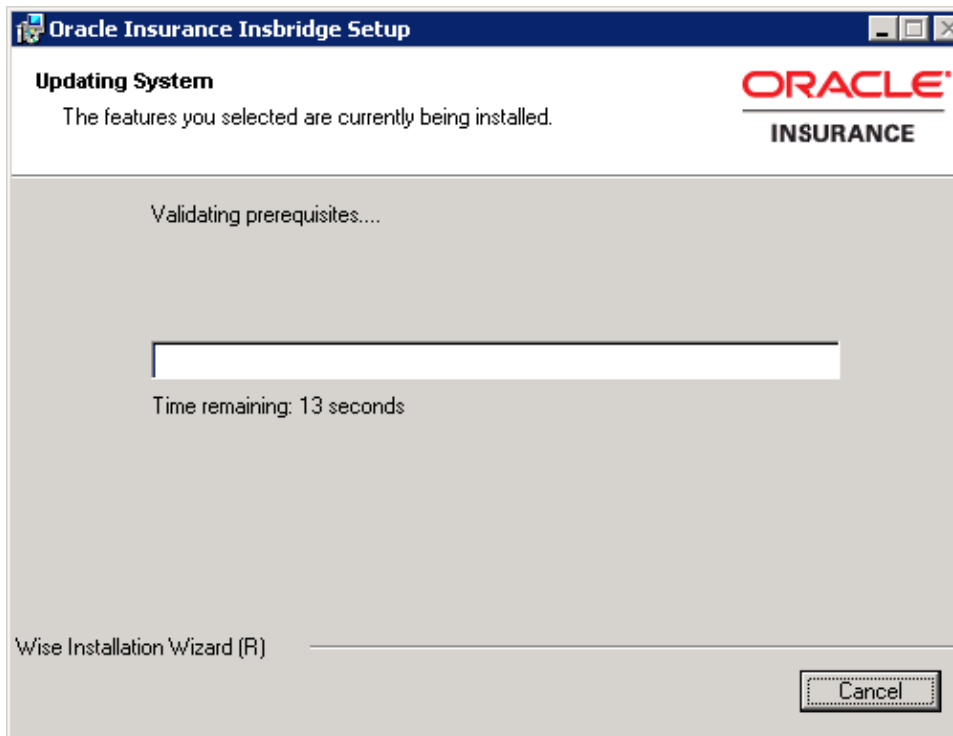 Oracle Insurance Insbridge Setup
Updating System
The features you selected are currently being installed.
ORACLE
INSURANCE
Validating prerequisites....
Time remaining: 13 seconds
Wise Installation Wizard (R)
Cancel